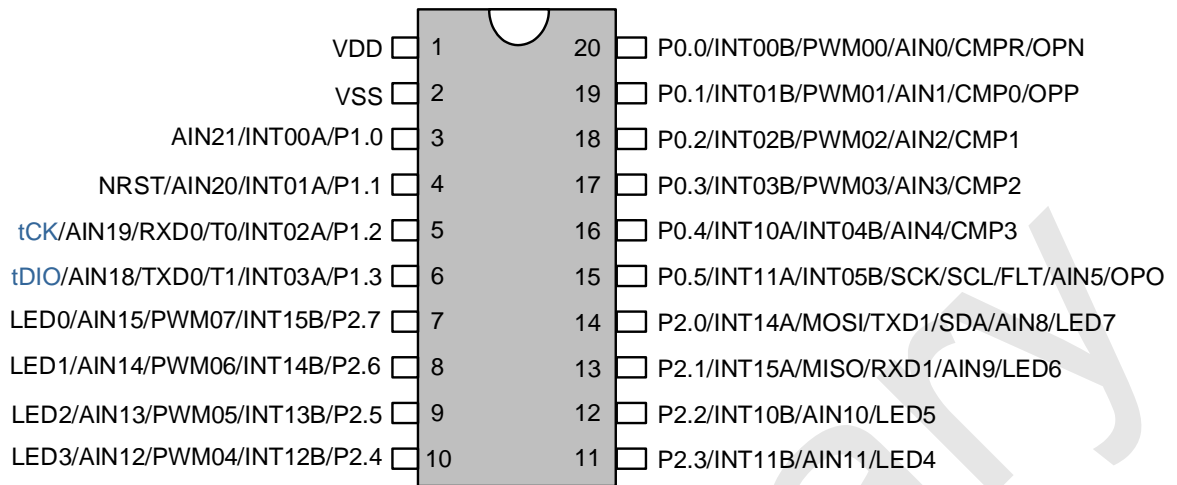 VDD 1 20 P0.0/INT00B/PWM00/AIN0/CMPR/OPN
VSS 2 19 P0.1/INT01B/PWM01/AIN1/CMP0/OPP
AIN21/INT00A/P1.0 3 18 P0.2/INT02B/PWM02/AIN2/CMP1
NRST/AIN20/INT01A/P1.1 4 17 P0.3/INT03B/PWM03/AIN3/CMP2
tCK/AIN19/RXD0/T0/INT02A/P1.2 5 16 P0.4/INT10A/INT04B/AIN4/CMP3
tDIO/AIN18/TXD0/T1/INT03A/P1.3 6 15 P0.5/INT11A/INT05B/SCK/SCL/FLT/AIN5/OPO
LED0/AIN15/PWM07/INT15B/P2.7 7 14 P2.0/INT14A/MOSI/TXD1/SDA/AIN8/LED7
LED1/AIN14/PWM06/INT14B/P2.6 8 13 P2.1/INT15A/MISO/RXD1/AIN9/LED6
LED2/AIN13/PWM05/INT13B/P2.5 9 12 P2.2/INT10B/AIN10/LED5
LED3/AIN12/PWM04/INT12B/P2.4 10 11 P2.3/INT11B/AIN11/LED4